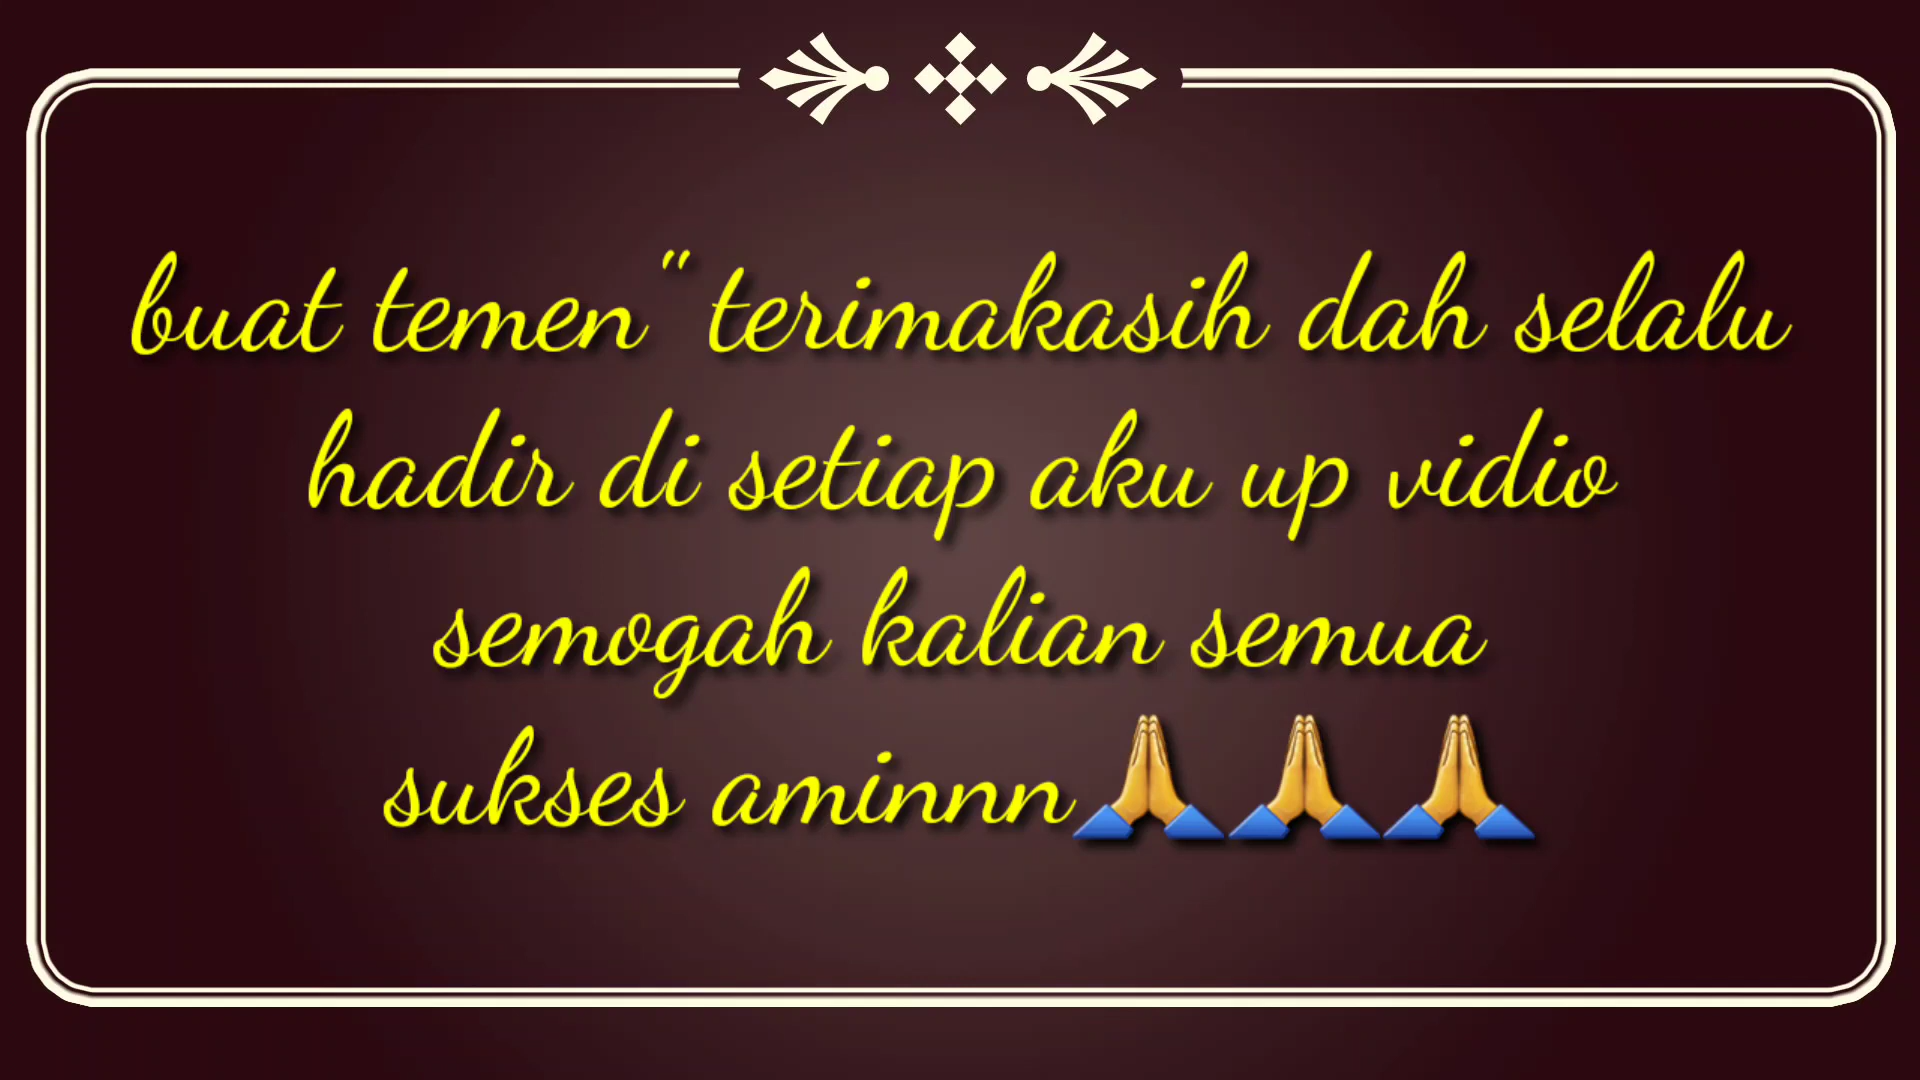 buat temen" terimakasih dah selalu
hadir di setiap aku up vidio
semogah kalian semua
sukses aminnn🙏🙏🙏